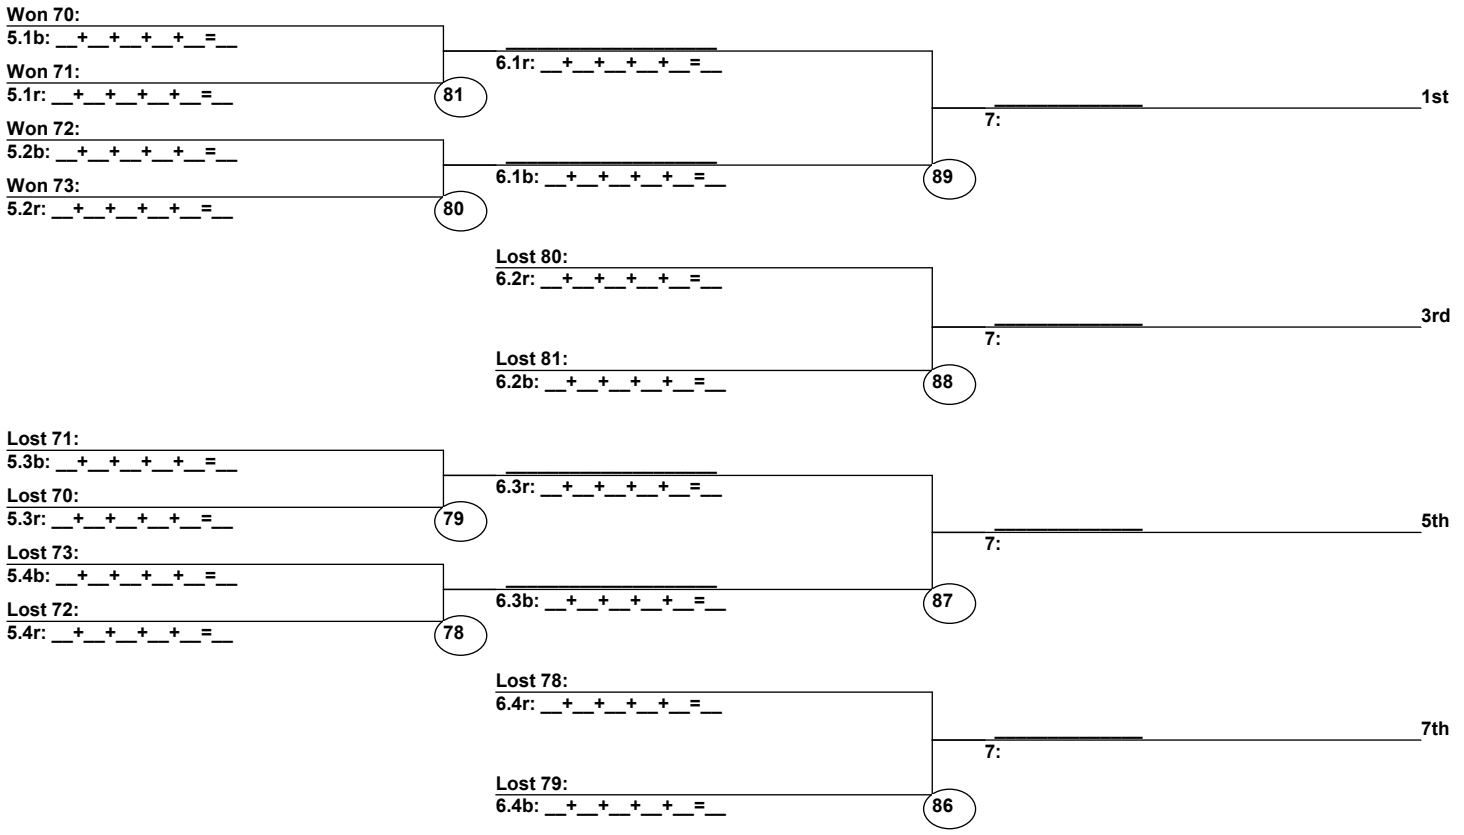 Won 70:
5.1b: __+__+__+__+__=__
6.1r: __+__+__+__+__=__
Won 71:
5.1r: __+__+__+__+__=__
81
1st
7:
Won 72:
5.2b: __+__+__+__+__=__
6.1b: __+__+__+__+__=__
89
Won 73:
5.2r: __+__+__+__+__=__
80
Lost 80:
6.2r: __+__+__+__+__=__
3rd
7:
Lost 81:
6.2b: __+__+__+__+__=__
88
Lost 71:
5.3b: __+__+__+__+__=__
6.3r: __+__+__+__+__=__
Lost 70:
5.3r: __+__+__+__+__=__
79
5th
7:
Lost 73:
5.4b: __+__+__+__+__=__
6.3b: __+__+__+__+__=__
87
Lost 72:
5.4r: __+__+__+__+__=__
78
Lost 78:
6.4r: __+__+__+__+__=__
7th
7:
Lost 79:
6.4b: __+__+__+__+__=__
86